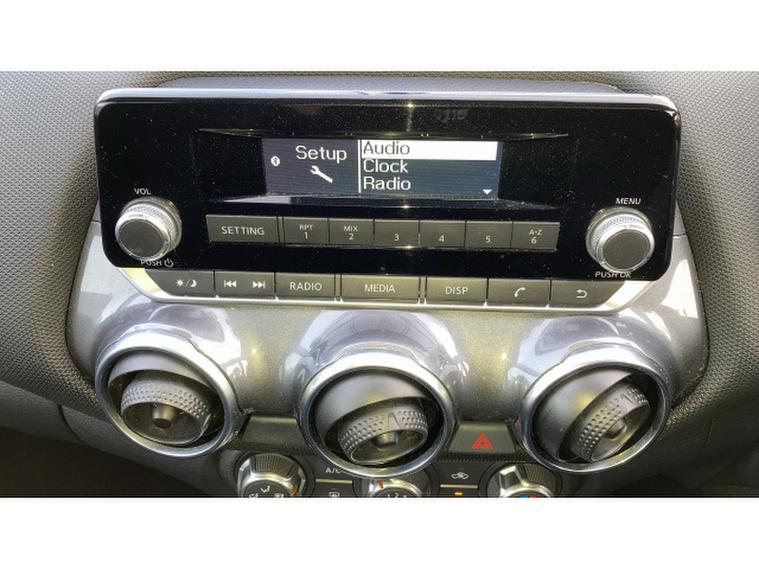 Setup
Audio
Clock
Radio
VOL
PUSH
MENU
PUSH OK
SETTING
RPT
1
MIX
2
3
4
5
A-Z
6
RADIO
MEDIA
DISP
A/C